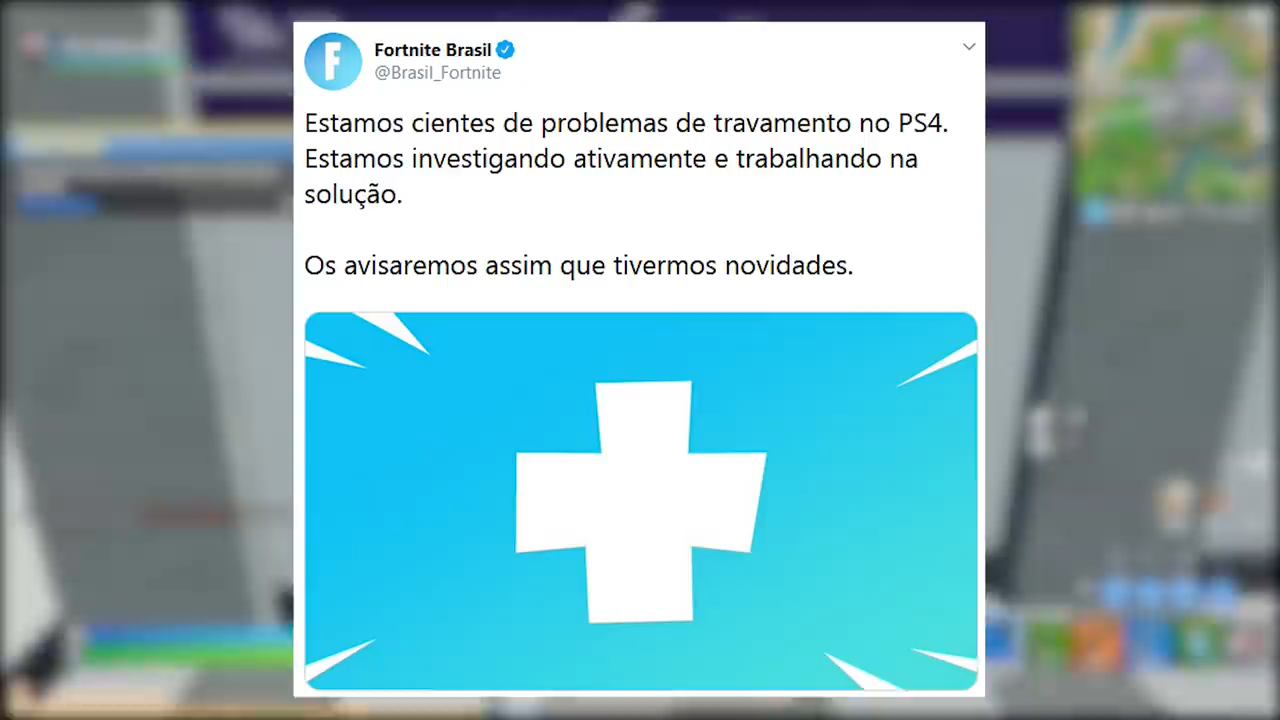 Fortnite Brasil
@Brasil_Fortnite
Estamos cientes de problemas de travamento no PS4.
Estamos investigando ativamente e trabalhando na
solução.
Os avisaremos assim que tivermos novidades.